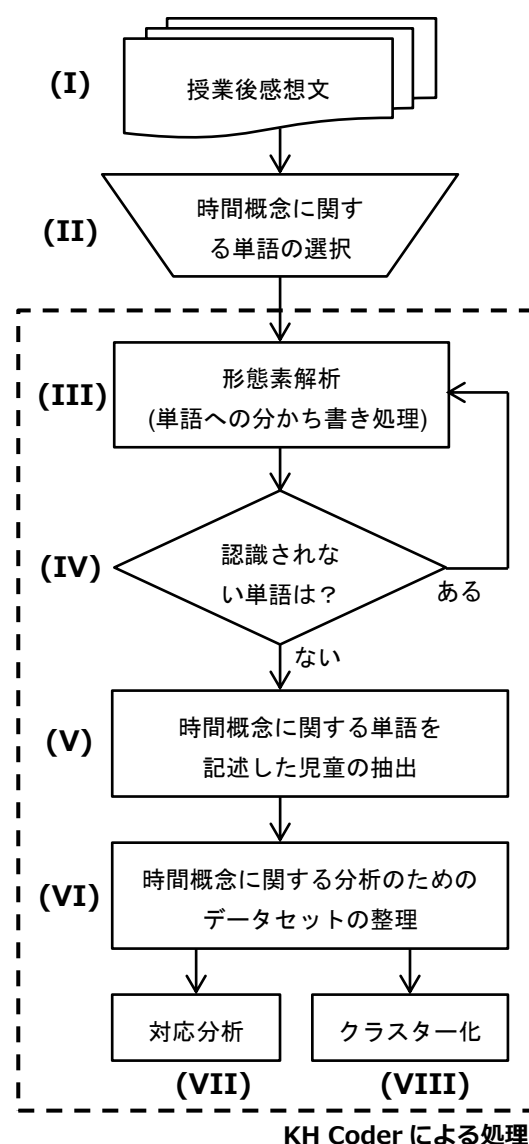 (I)
授業後感想文
(II)
時間概念に関す
る単語の選択
(III)
形態素解析
(単語への分かち書き処理)
(IV)
認識されな
い単語は？
ある
ない
(V)
時間概念に関する単語を
記述した児童の抽出
(VI)
時間概念に関する分析のための
データセットの整理
対応分析
クラスター化
(VII)
(VIII)
KH Coder による処理